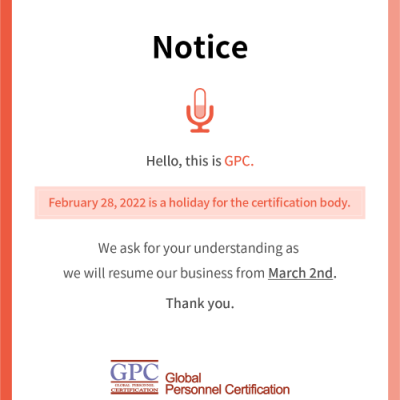 Notice
Hello, this is GPC.
February 28, 2022 is a holiday for the certification body.
We ask for your understanding as
we will resume our business from March 2nd.
Thank you.
GPC
GLOBAL PERSONNEL
CERTIFICATION
Global
Personnel Certification